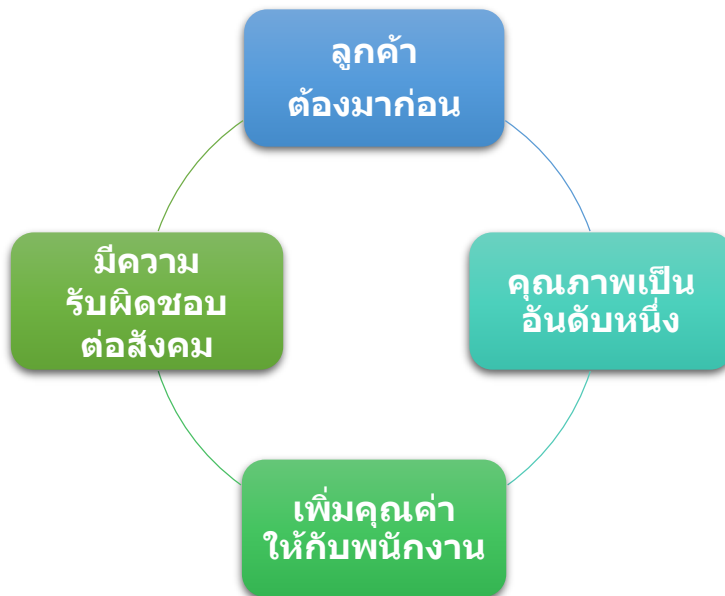 ลูกค้า
ต้องมาก่อน
คุณภาพเป็น
อันดับหนึ่ง
เพิ่มคุณค่า
ให้กับพนักงาน
มีความ
รับผิดชอบ
ต่อสังคม